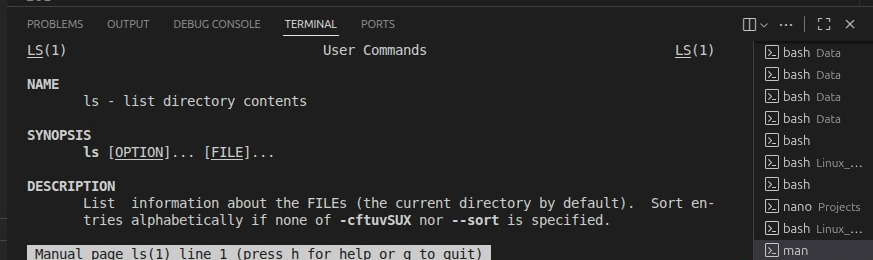 PROBLEMS OUTPUT DEBUG CONSOLE TERMINAL PORTS
LS(1) User Commands LS(1)
NAME
ls - list directory contents
SYNOPSIS
ls [OPTION]... [FILE]...
DESCRIPTION
List information about the FILEs (the current directory by default). Sort en-
tries alphabetically if none of -cftuvSUX nor --sort is specified.
Manual page ls(1) line 1 (press h for help or q to quit)
bash Data
bash Data
bash Data
bash Data
bash
bash Linux_...
bash
nano Projects
bash Linux_...
man